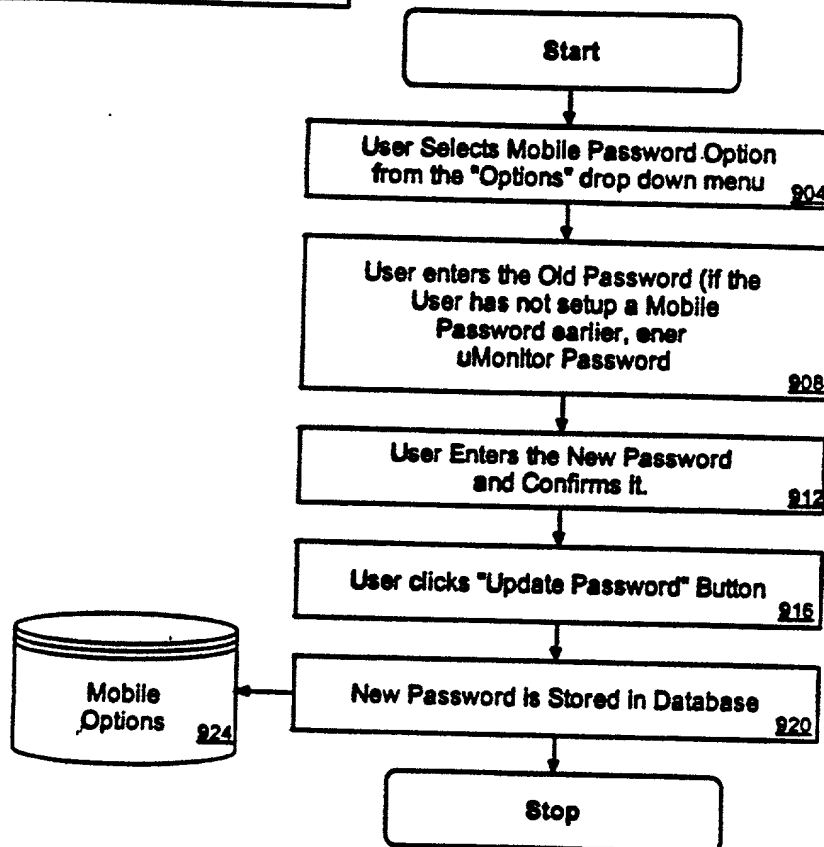 Start
User Selects Mobile Password Option
from the "Options" drop down menu
904
User enters the Old Password (if the
User has not setup a Mobile
Password earlier, ener
uMonitor Password
908
User Enters the New Password
and Confirms It.
912
User clicks "Update Password" Button
916
New Password is Stored in Database
920
Mobile
Options
924
Stop